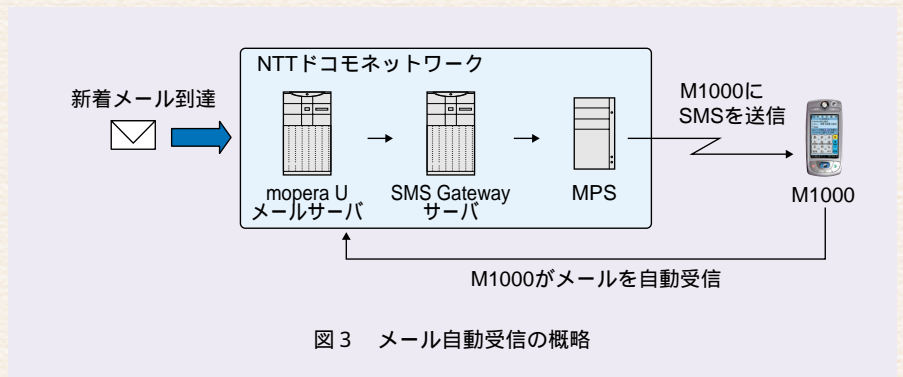 NTTドコモネットワーク
新着メール到達
M1000に
SMSを送信
mopera U
メールサーバ
SMS Gateway
サーバ
MPS
M1000
M1000がメールを自動受信
図3 メール自動受信の概略